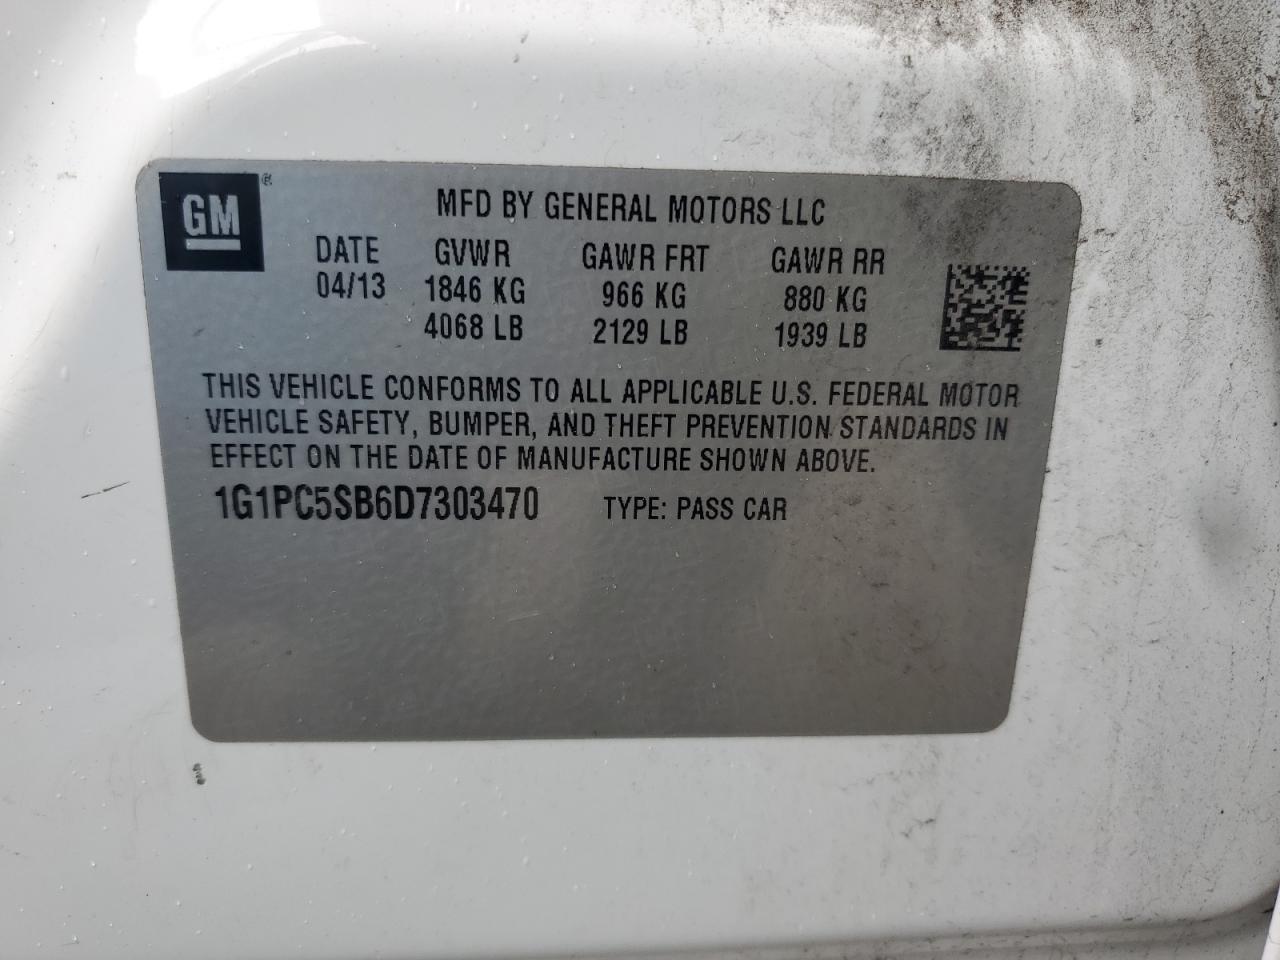 GM®
MFD BY GENERAL MOTORS LLC
DATE GVWR GAWR FRT GAWR RR
04/13 1846 KG 966 KG 880 KG
4068 LB 2129 LB 1939 LB
THIS VEHICLE CONFORMS TO ALL APPLICABLE U.S. FEDERAL MOTOR
VEHICLE SAFETY, BUMPER, AND THEFT PREVENTION STANDARDS IN
EFFECT ON THE DATE OF MANUFACTURE SHOWN ABOVE.
1G1PC5SB6D7303470 TYPE: PASS CAR